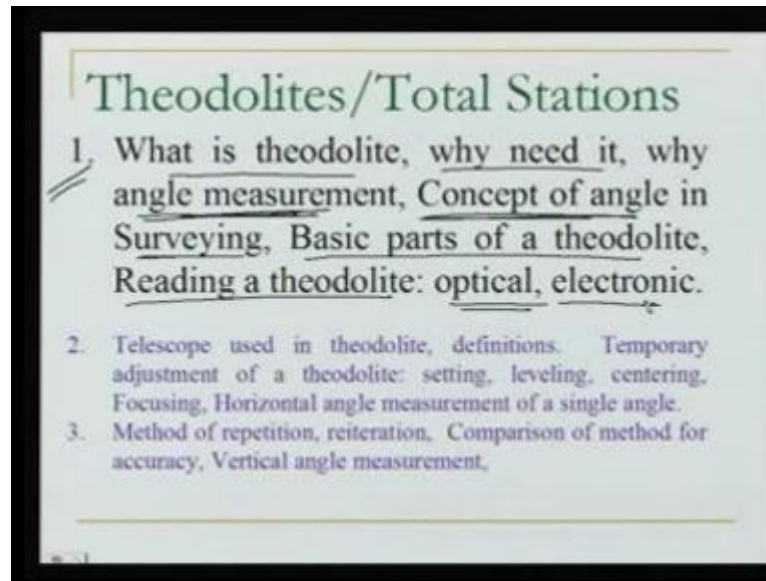 Theodolites/Total Stations
1. What is theodolite, why need it, why
angle measurement, Concept of angle in
Surveying, Basic parts of a theodolite,
Reading a theodolite: optical, electronic.
2. Telescope used in theodolite, definitions. Temporary
adjustment of a theodolite: setting, leveling, centering,
Focusing, Horizontal angle measurement of a single angle.
3. Method of repetition, reiteration, Comparison of method for
accuracy, Vertical angle measurement,